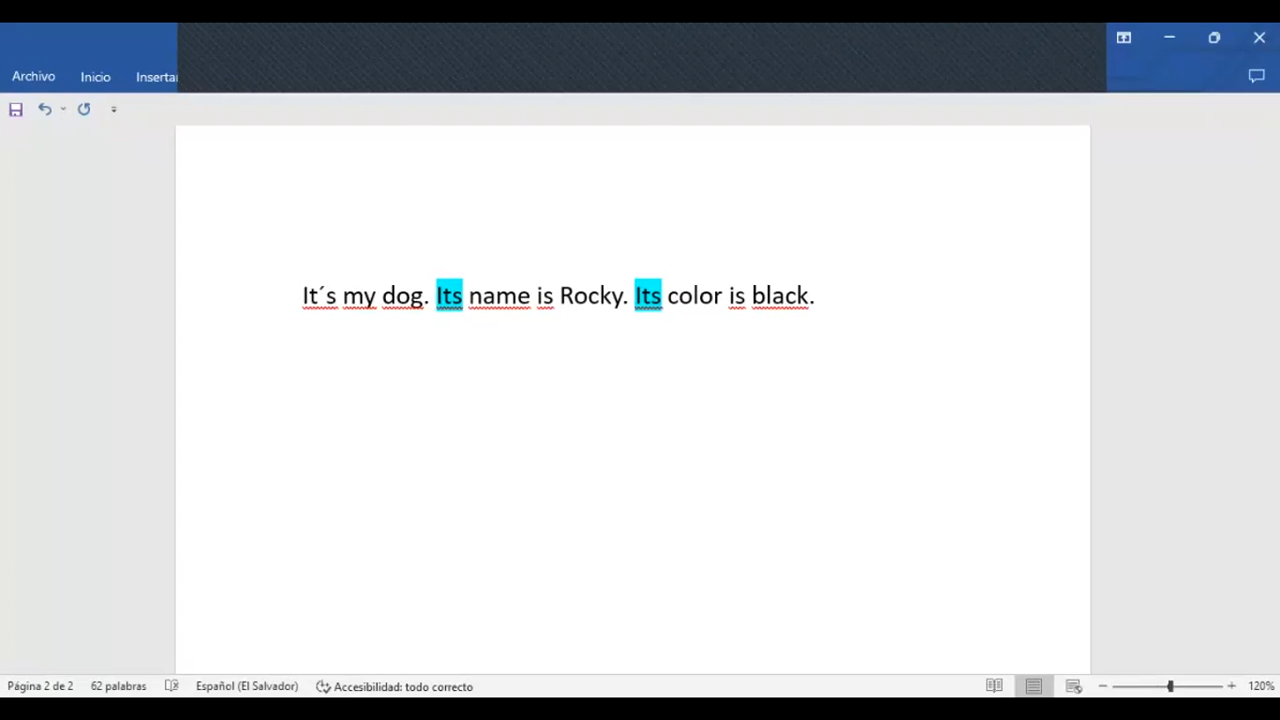 Archivo Inicio Insertar
It´s my dog. Its name is Rocky. Its color is black.
Página 2 de 2 62 palabras Español (El Salvador) Accesibilidad: todo correcto 120%